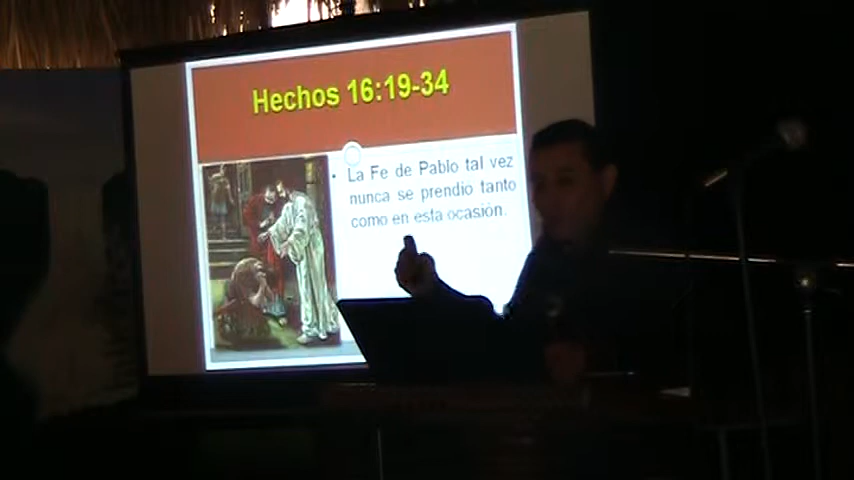 Hechos 16:19-34
• La Fe de Pablo tal vez
nunca se prendio tanto
como en esta ocasión.